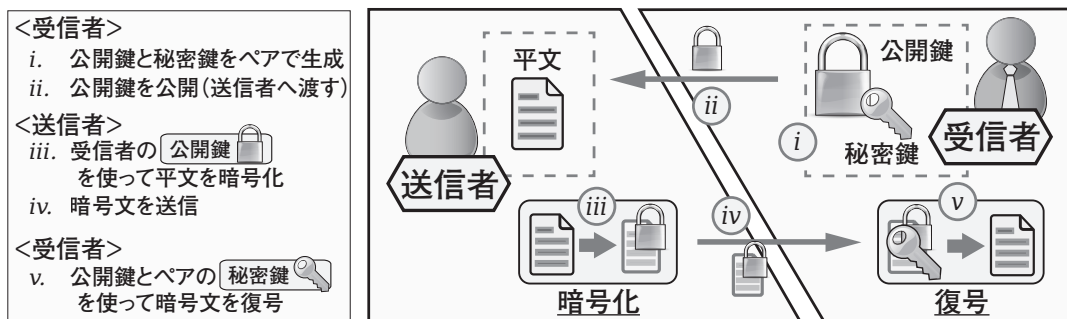 <受信者>
i. 公開鍵と秘密鍵をペアで生成
ii. 公開鍵を公開(送信者へ渡す)
<送信者>
iii. 受信者の 公開鍵
を使って平文を暗号化
iv. 暗号文を送信
<受信者>
v. 公開鍵とペアの 秘密鍵
を使って暗号文を復号
平文
送信者
ii
公開鍵
i
秘密鍵
受信者
iii
暗号化
iv
v
復号